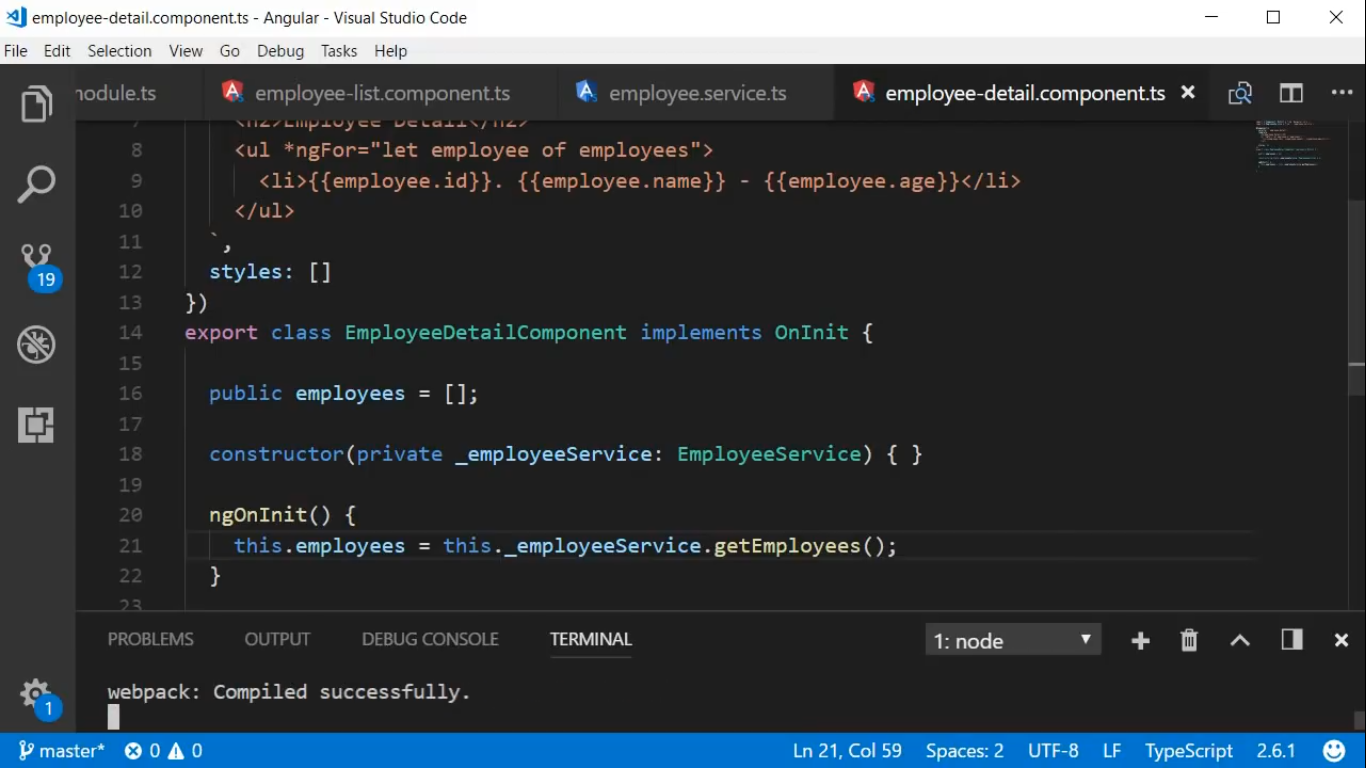 employee-detail.component.ts - Angular - Visual Studio Code
File Edit Selection View Go Debug Tasks Help
module.ts employee-list.component.ts employee.service.ts employee-detail.component.ts
7 <h2>Employee Detail</h2>
8 <ul *ngFor="let employee of employees">
9 <li>{{employee.id}}. {{employee.name}} - {{employee.age}}</li>
10 </ul>
11 `,
12 styles: []
13 })
14 export class EmployeeDetailComponent implements OnInit {
15
16 public employees = [];
17
18 constructor(private _employeeService: EmployeeService) { }
19
20 ngOnInit() {
21 this.employees = this._employeeService.getEmployees();
22 }
23
19
1
PROBLEMS OUTPUT DEBUG CONSOLE TERMINAL 1: node
webpack: Compiled successfully.
master* 0 0 Ln 21, Col 59 Spaces: 2 UTF-8 LF TypeScript 2.6.1